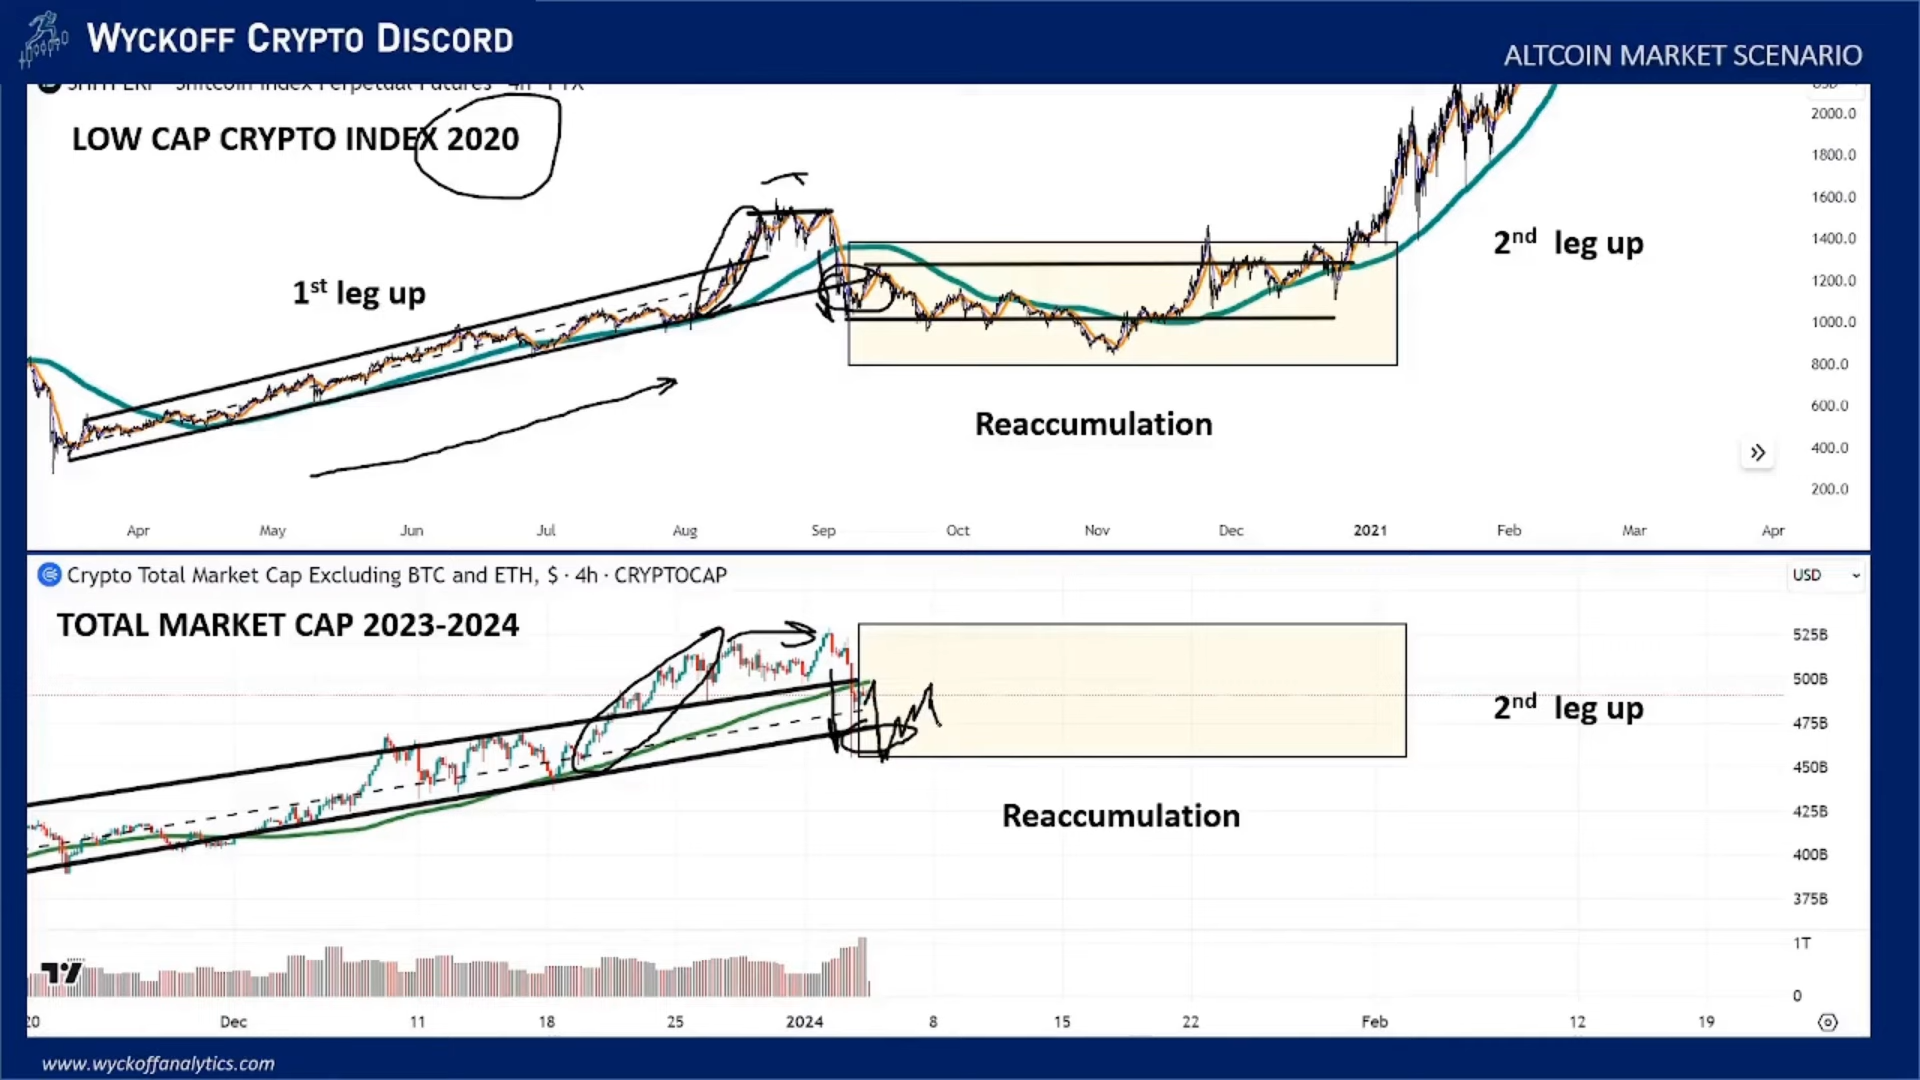 WYCKOFF CRYPTO DISCORD
ALTCOIN MARKET SCENARIO
Perpetual Futures
LOW CAP CRYPTO INDEX 2020
1st leg up
2nd leg up
Reaccumulation
2000.0
1800.0
1600.0
1400.0
1200.0
1000.0
800.0
600.0
400.0
200.0
Apr May Jun Jul Aug Sep Oct Nov Dec 2021 Feb Mar Apr
Crypto Total Market Cap Excluding BTC and ETH, $ · 4h · CRYPTOCAP
USD
TOTAL MARKET CAP 2023-2024
2nd leg up
Reaccumulation
525B
500B
475B
450B
425B
400B
375B
1T
0
20 Dec 11 18 25 2024 8 15 22 Feb 12 19
www.wyckoffanalytics.com